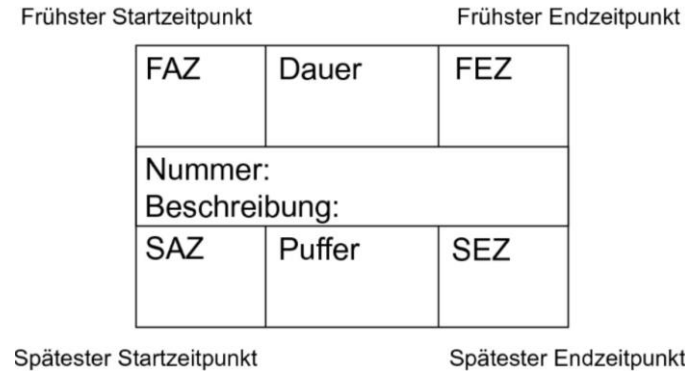 Frühster Startzeitpunkt Frühster Endzeitpunkt
FAZ Dauer FEZ
Nummer:
Beschreibung:
SAZ Puffer SEZ
Spätester Startzeitpunkt Spätester Endzeitpunkt